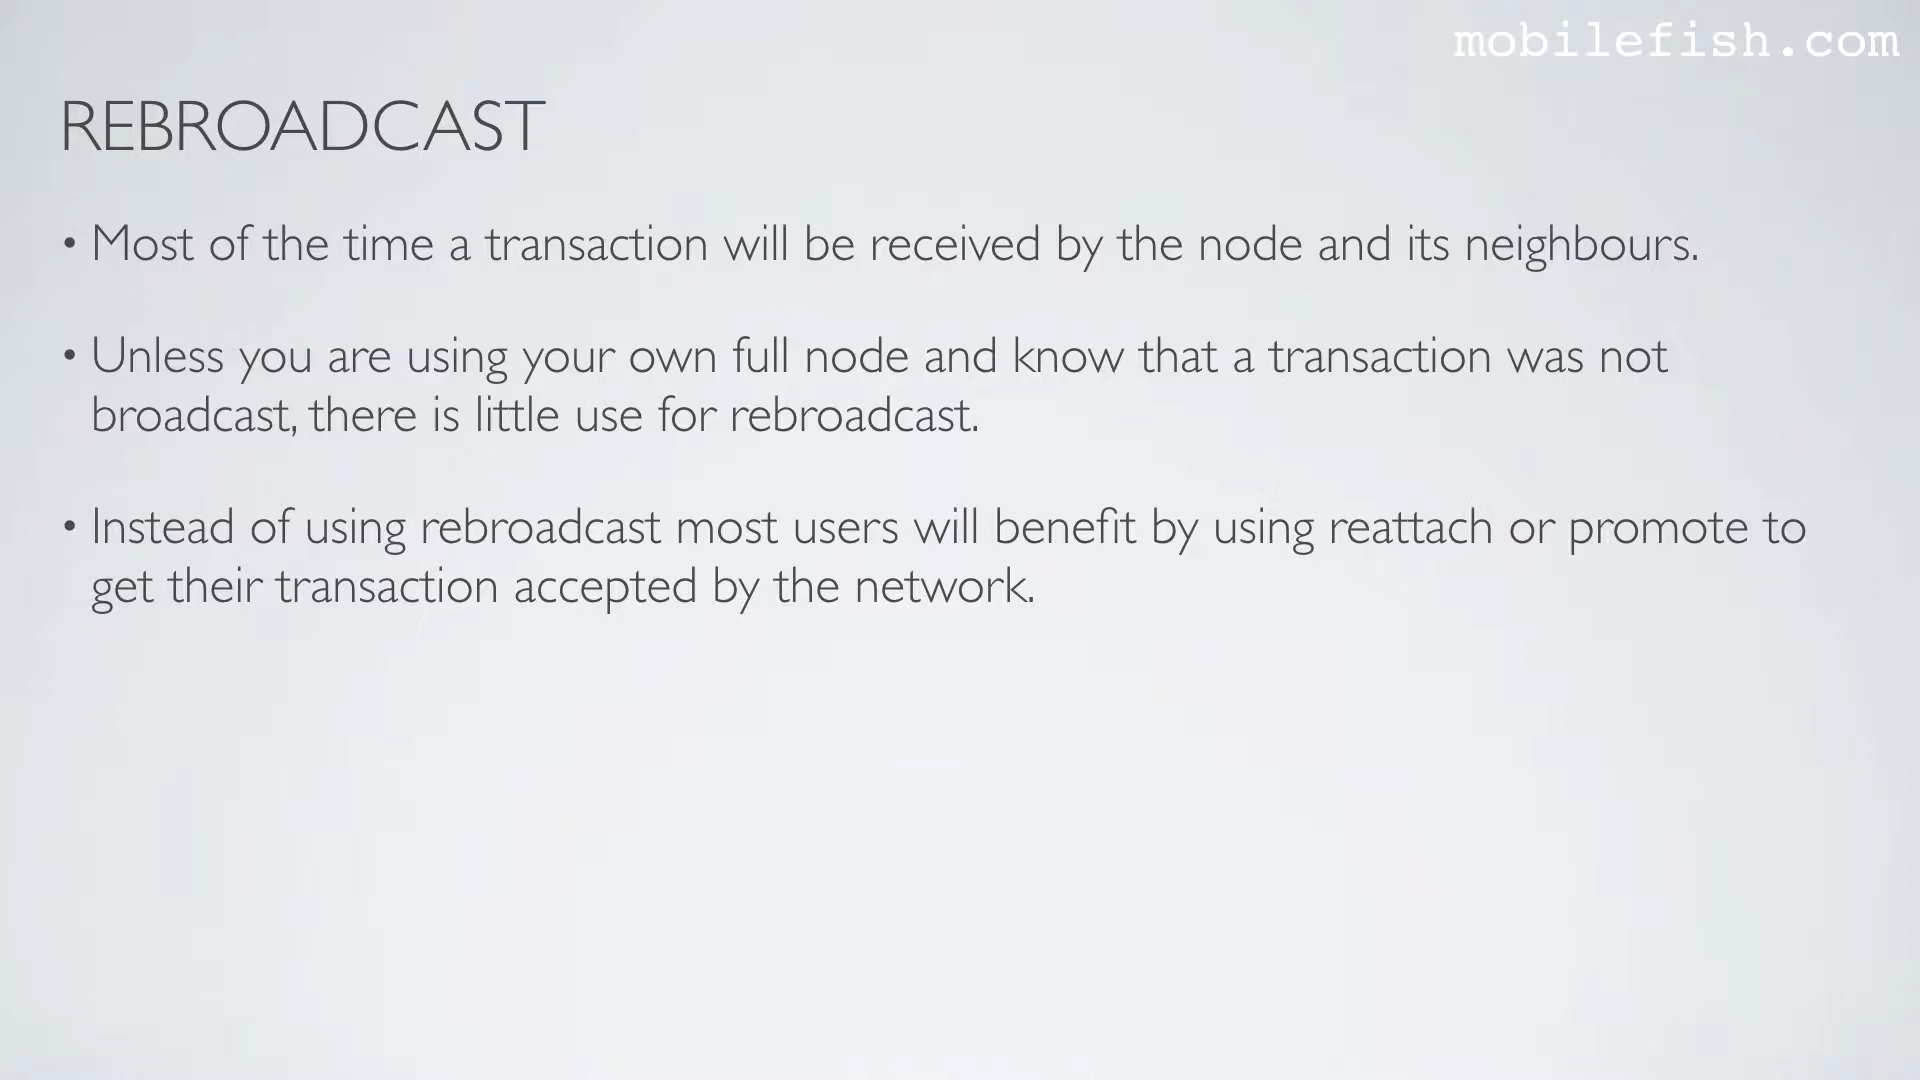 mobilefish.com
REBROADCAST
• Most of the time a transaction will be received by the node and its neighbours.
• Unless you are using your own full node and know that a transaction was not
broadcast, there is little use for rebroadcast.
• Instead of using rebroadcast most users will benefit by using reattach or promote to
get their transaction accepted by the network.